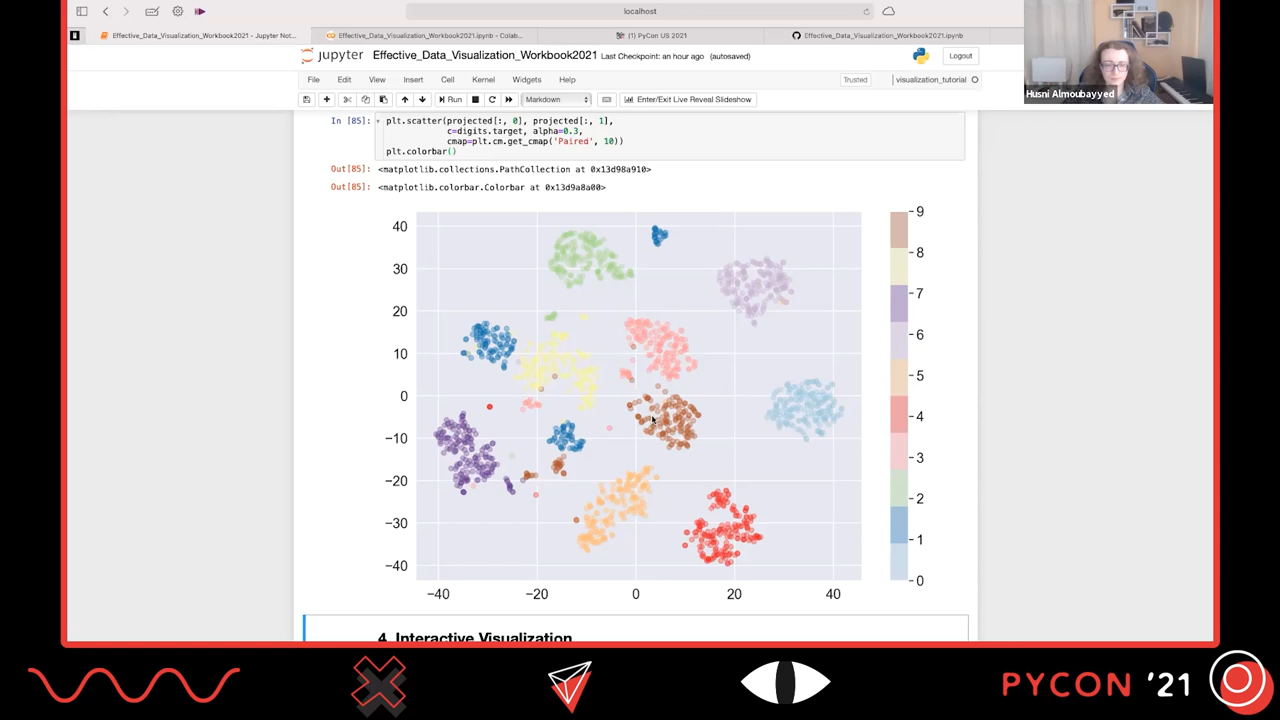 localhost
Effective_Data_Visualization_Workbook2021 - Jupyter Not...
Effective_Data_Visualization_Workbook2021.ipynb - Colab...
(1) PyCon US 2021
Effective_Data_Visualization_Workbook2021.ipynb
jupyter Effective_Data_Visualization_Workbook2021 Last Checkpoint: an hour ago (autosaved)
Logout
File Edit View Insert Cell Kernel Widgets Help
Trusted
visualization_tutorial
Run
Markdown
Enter/Exit Live Reveal Slideshow
Husni Almoubayyed
In [85]:
plt.scatter(projected[:, 0], projected[:, 1],
c=digits.target, alpha=0.3,
cmap=plt.cm.get_cmap('Paired', 10))
plt.colorbar()
Out[85]: <matplotlib.collections.PathCollection at 0x13d98a910>
Out[85]: <matplotlib.colorbar.Colorbar at 0x13d9a8a00>
40
30
20
10
0
−10
−20
−30
−40
−40 −20 0 20 40
9
8
7
6
5
4
3
2
1
0
4. Interactive Visualization
PYCON '21